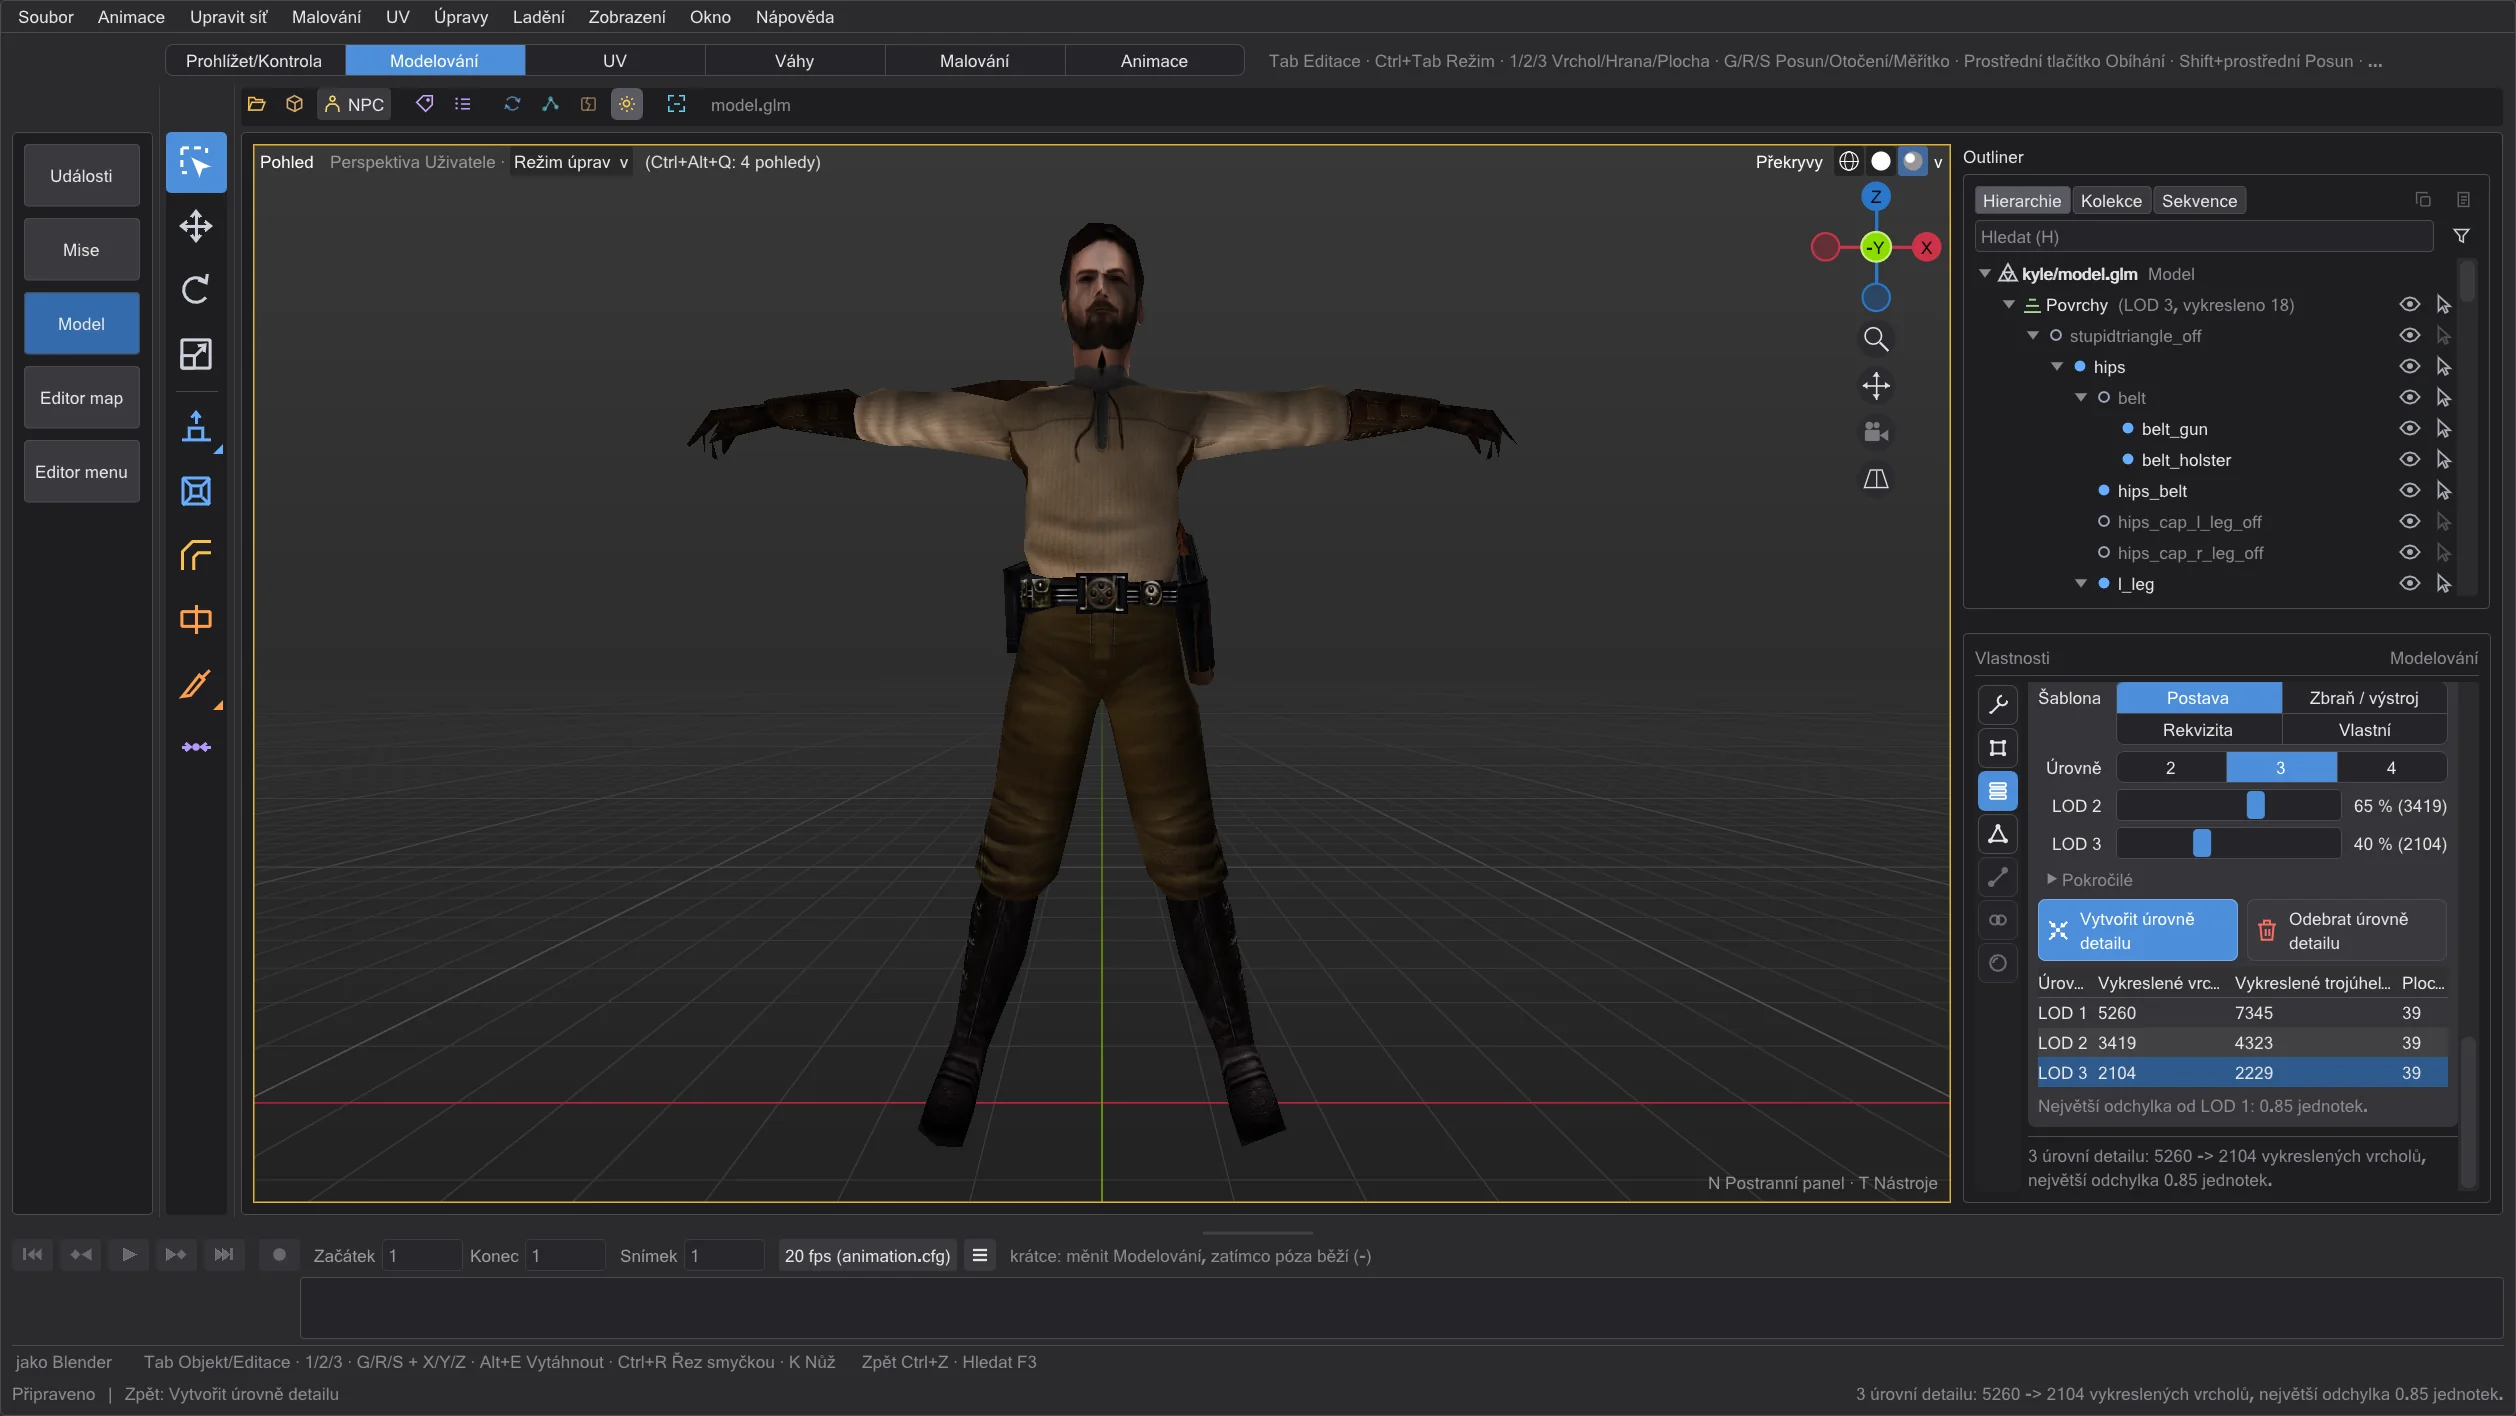 Soubor Animace Upravit síť Malování UV Úpravy Ladění Zobrazení Okno Nápověda
Prohlížet/Kontrola Modelování UV Váhy Malování Animace Tab Editace · Ctrl+Tab Režim · 1/2/3 Vrchol/Hrana/Plocha · G/R/S Posun/Otočení/Měřítko · Prostřední tlačítko Obíhání · Shift+prostřední Posun · ...
NPC model.glm
Události
Mise
Model
Editor map
Editor menu
Pohled Perspektiva Uživatele · Režim úprav v (Ctrl+Alt+Q: 4 pohledy)
Překryvy v
Z
-Y
X
N Postranní panel · T Nástroje
Outliner
Hierarchie Kolekce Sekvence
Hledat (H)
kyle/model.glm Model
Povrchy (LOD 3, vykresleno 18)
stupidtriangle_off
hips
belt
belt_gun
belt_holster
hips_belt
hips_cap_l_leg_off
hips_cap_r_leg_off
l_leg
Vlastnosti Modelování
Šablona Postava Zbraň / výstroj
Rekvizita Vlastní
Úrovně 2 3 4
LOD 2 65 % (3419)
LOD 3 40 % (2104)
Pokročilé
Vytvořit úrovně detailu
Odebrat úrovně detailu
Úrov... Vykreslené vrc... Vykreslené trojúhel... Ploc...
LOD 1 5260 7345 39
LOD 2 3419 4323 39
LOD 3 2104 2229 39
Největší odchylka od LOD 1: 0.85 jednotek.
3 úrovní detailu: 5260 -> 2104 vykreslených vrcholů,
největší odchylka 0.85 jednotek.
Začátek 1 Konec 1 Snímek 1 20 fps (animation.cfg) krátce: měnit Modelování, zatímco póza běží (-)
jako Blender Tab Objekt/Editace · 1/2/3 · G/R/S + X/Y/Z · Alt+E Vytáhnout · Ctrl+R Řez smyčkou · K Nůž Zpět Ctrl+Z · Hledat F3
Připraveno | Zpět: Vytvořit úrovně detailu
3 úrovní detailu: 5260 -> 2104 vykreslených vrcholů, největší odchylka 0.85 jednotek.